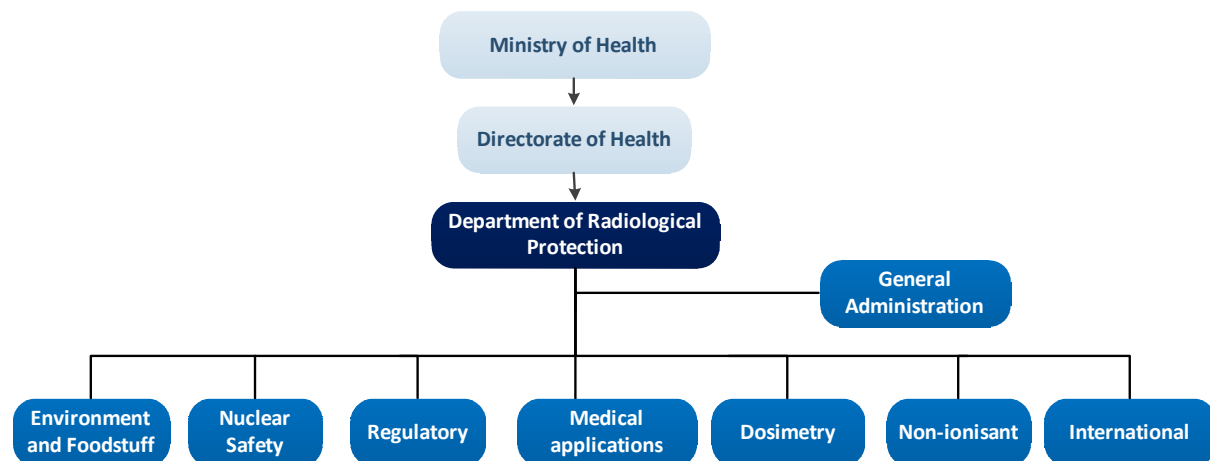 Ministry of Health
Directorate of Health
Department of Radiological
Protection
General
Administration
Environment
and Foodstuff
Nuclear
Safety
Regulatory
Medical
applications
Dosimetry
Non-ionisant
International